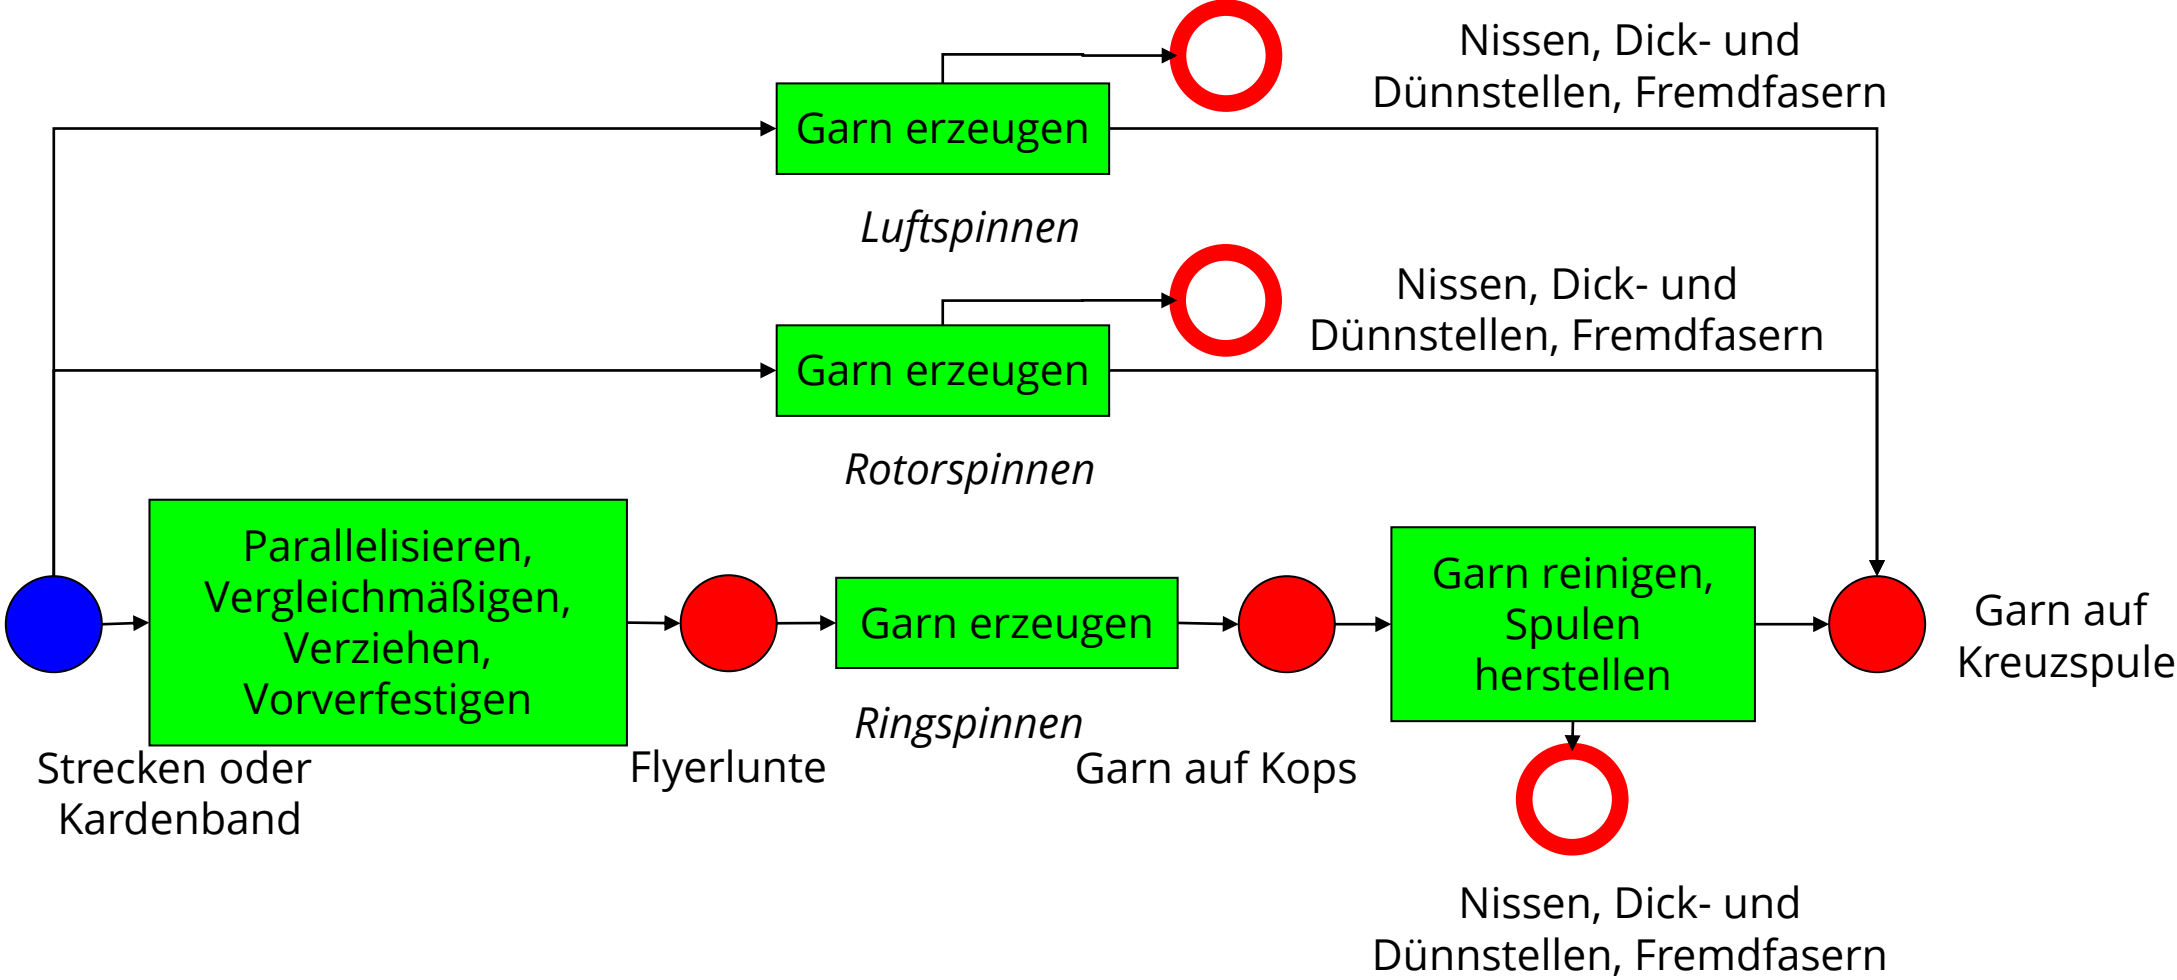 Nissen, Dick- und
Dünnstellen, Fremdfasern
Garn erzeugen
Luftspinnen
Nissen, Dick- und
Dünnstellen, Fremdfasern
Garn erzeugen
Rotorspinnen
Parallelisieren,
Vergleichmäßigen,
Verziehen,
Vorverfestigen
Garn erzeugen
Garn reinigen,
Spulen
herstellen
Garn auf
Kreuzspule
Ringspinnen
Strecken oder
Kardenband
Flyerlunte
Garn auf Kops
Nissen, Dick- und
Dünnstellen, Fremdfasern